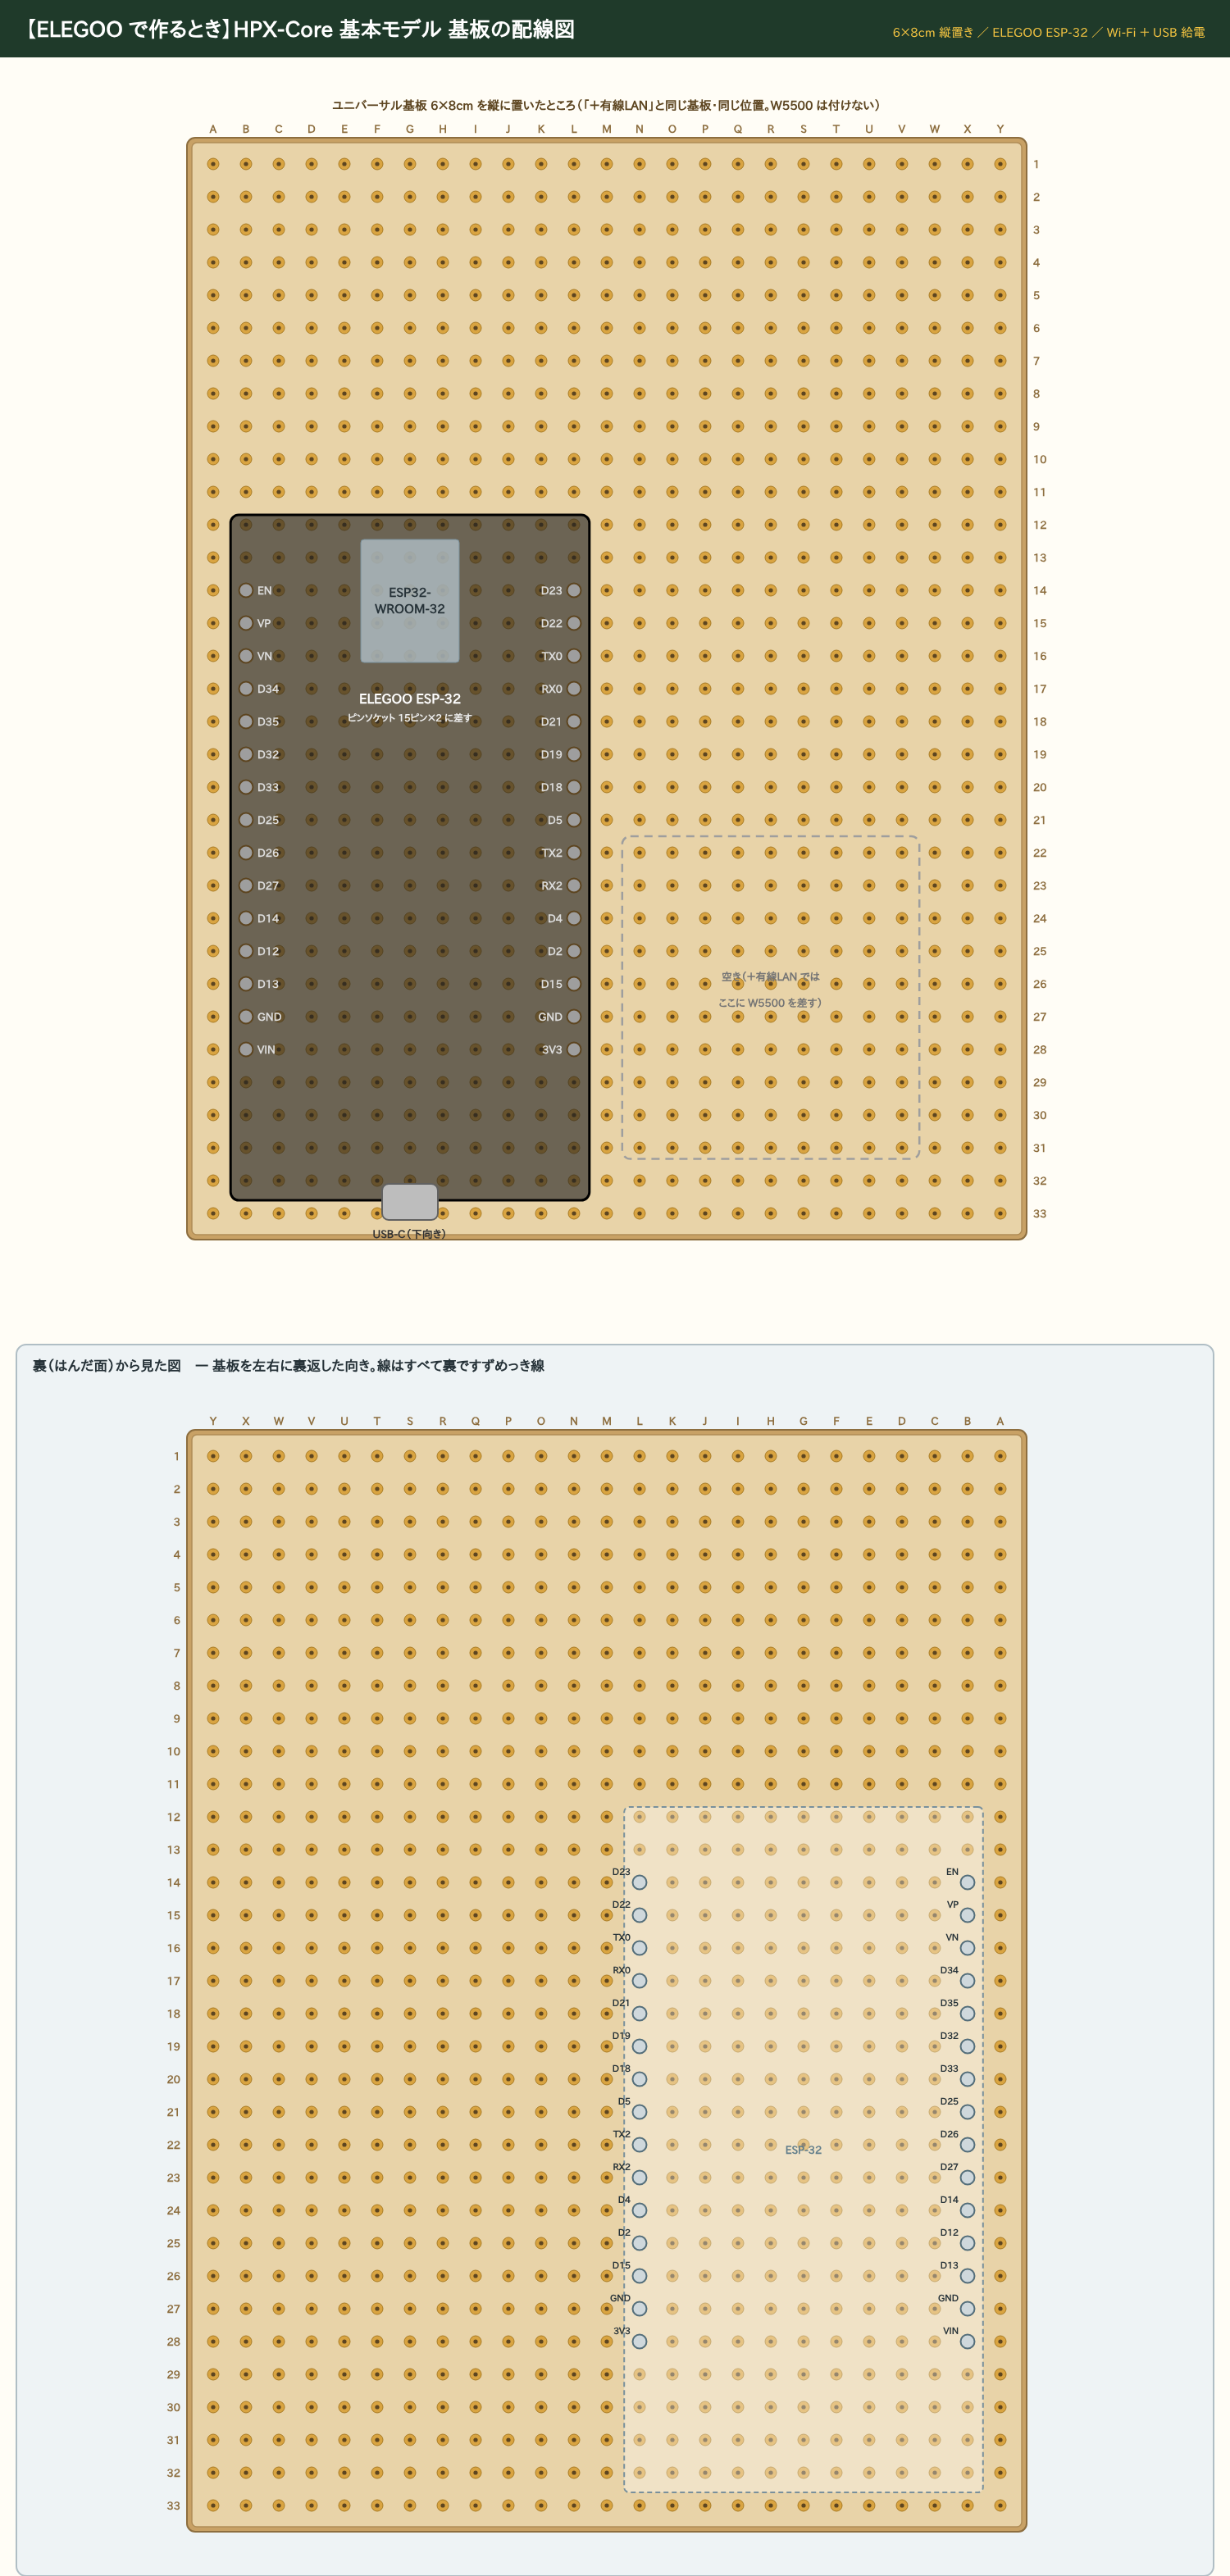 【ELEGOO で作るとき】HPX-Core 基本モデル 基板の配線図
6×8cm 縦置き ／ ELEGOO ESP-32 ／ Wi-Fi ＋ USB 給電
ユニバーサル基板 6×8cm を縦に置いたところ（「＋有線LAN」と同じ基板・同じ位置。W5500 は付けない）
A B C D E F G H I J K L M N O P Q R S T U V W X Y
1
2
3
4
5
6
7
8
9
10
11
12
13
EN D23 14
ESP32-
WROOM-32
VP D22 15
VN TX0 16
D34 RX0 17
ELEGOO ESP-32
ピンソケット 15ピン×2 に差す
D35 D21 18
D32 D19 19
D33 D18 20
D25 D5 21
D26 TX2 22
D27 RX2 23
D14 D4 24
D12 D2 25
D13 D15 26
空き（＋有線LAN では
ここに W5500 を差す）
GND GND 27
VIN 3V3 28
29
30
31
32
33
USB-C（下向き）
裏（はんだ面）から見た図　— 基板を左右に裏返した向き。線はすべて裏ですずめっき線
Y X W V U T S R Q P O N M L K J I H G F E D C B A
1
2
3
4
5
6
7
8
9
10
11
12
13
14 D23 EN
15 D22 VP
16 TX0 VN
17 RX0 D34
18 D21 D35
19 D19 D32
20 D18 D33
21 D5 D25
22 TX2 D26
ESP-32
23 RX2 D27
24 D4 D14
25 D2 D12
26 D15 D13
27 GND GND
28 3V3 VIN
29
30
31
32
33